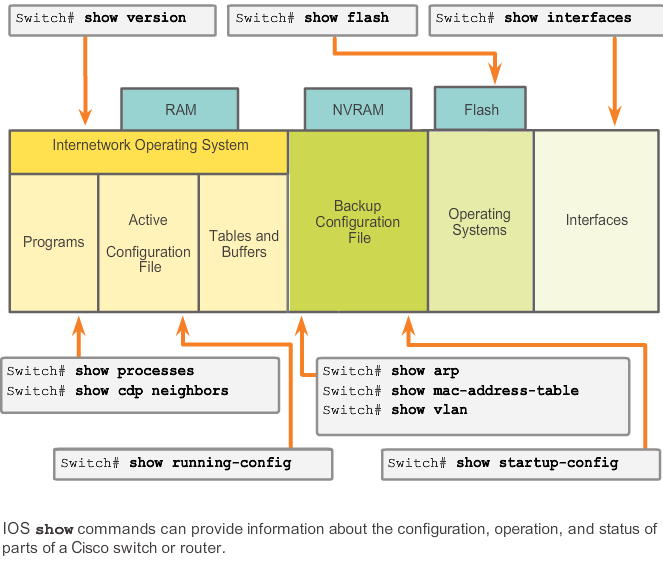 Switch# show version
Switch# show flash
Switch# show interfaces
RAM
NVRAM
Flash
Internetwork Operating System
Programs
Active
Configuration
File
Tables and
Buffers
Backup
Configuration
File
Operating
Systems
Interfaces
Switch# show processes
Switch# show cdp neighbors
Switch# show arp
Switch# show mac-address-table
Switch# show vlan
Switch# show running-config
Switch# show startup-config
IOS show commands can provide information about the configuration, operation, and status of
parts of a Cisco switch or router.